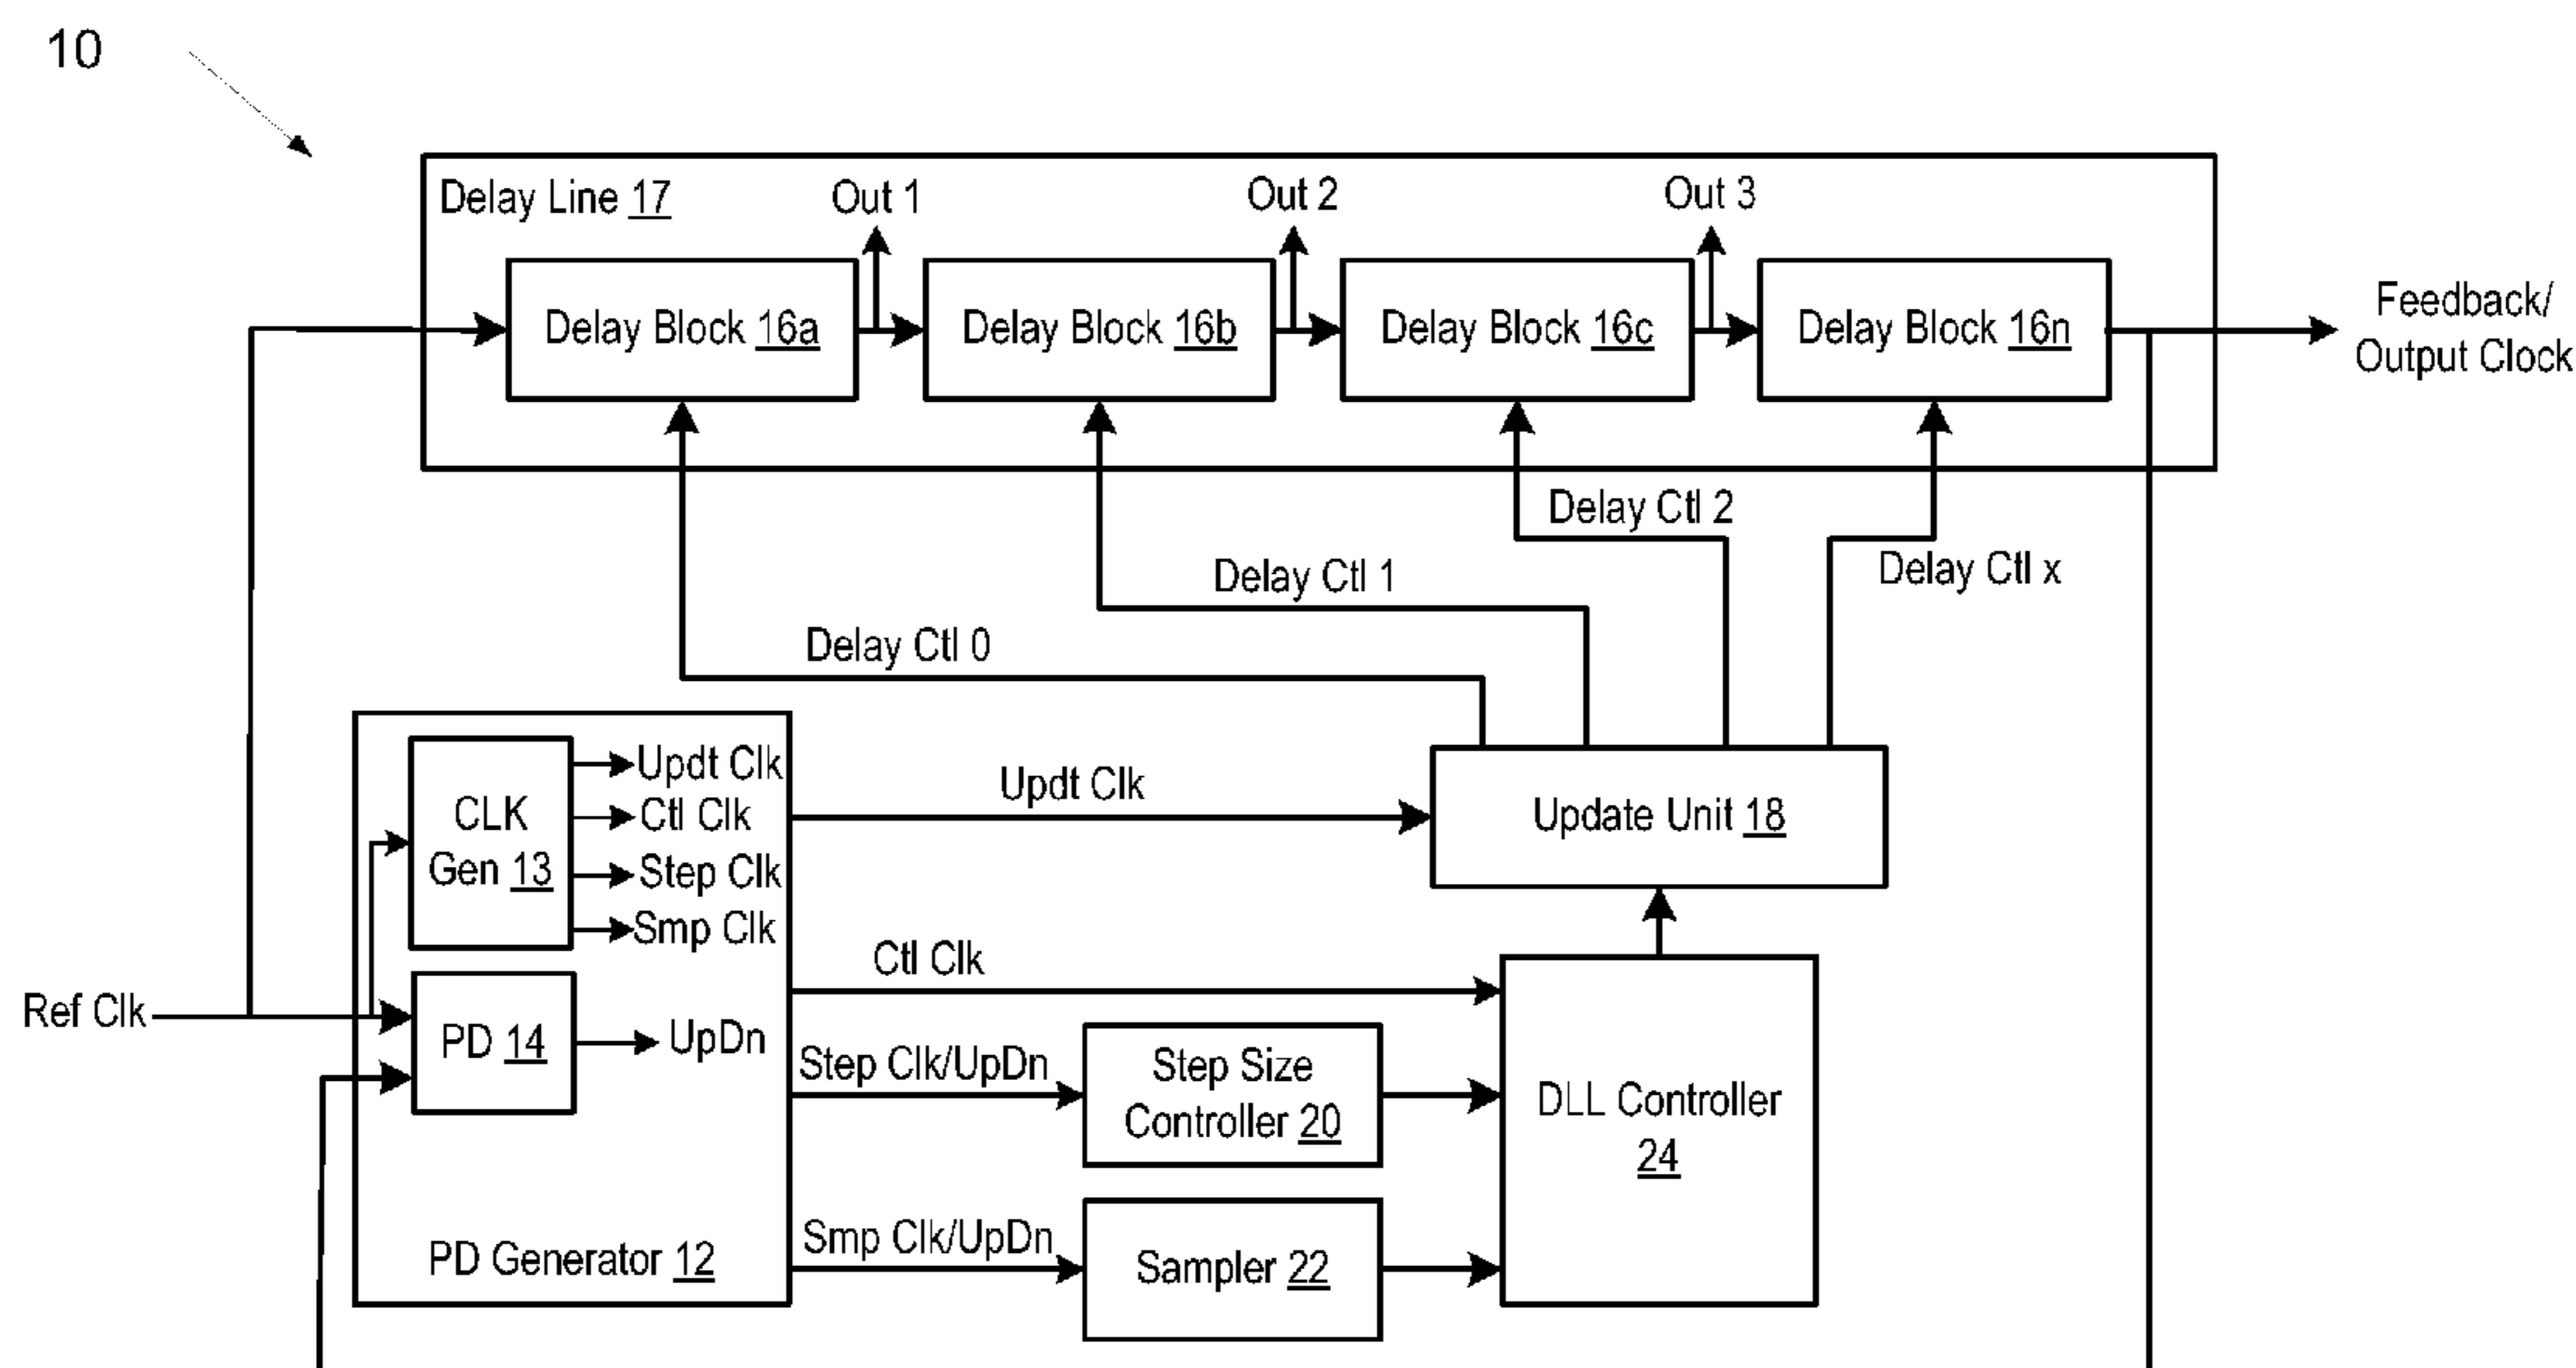 10
Delay Line 17
Out 1
Out 2
Out 3
Delay Block 16a
Delay Block 16b
Delay Block 16c
Delay Block 16n
Feedback/
Output Clock
Delay Ctl 2
Delay Ctl 1
Delay Ctl x
Delay Ctl 0
CLK
Gen 13
Updt Clk
Ctl Clk
Step Clk
Smp Clk
Updt Clk
Update Unit 18
Ctl Clk
Ref Clk
PD 14
UpDn
Step Clk/UpDn
Step Size
Controller 20
DLL Controller
24
Smp Clk/UpDn
Sampler 22
PD Generator 12